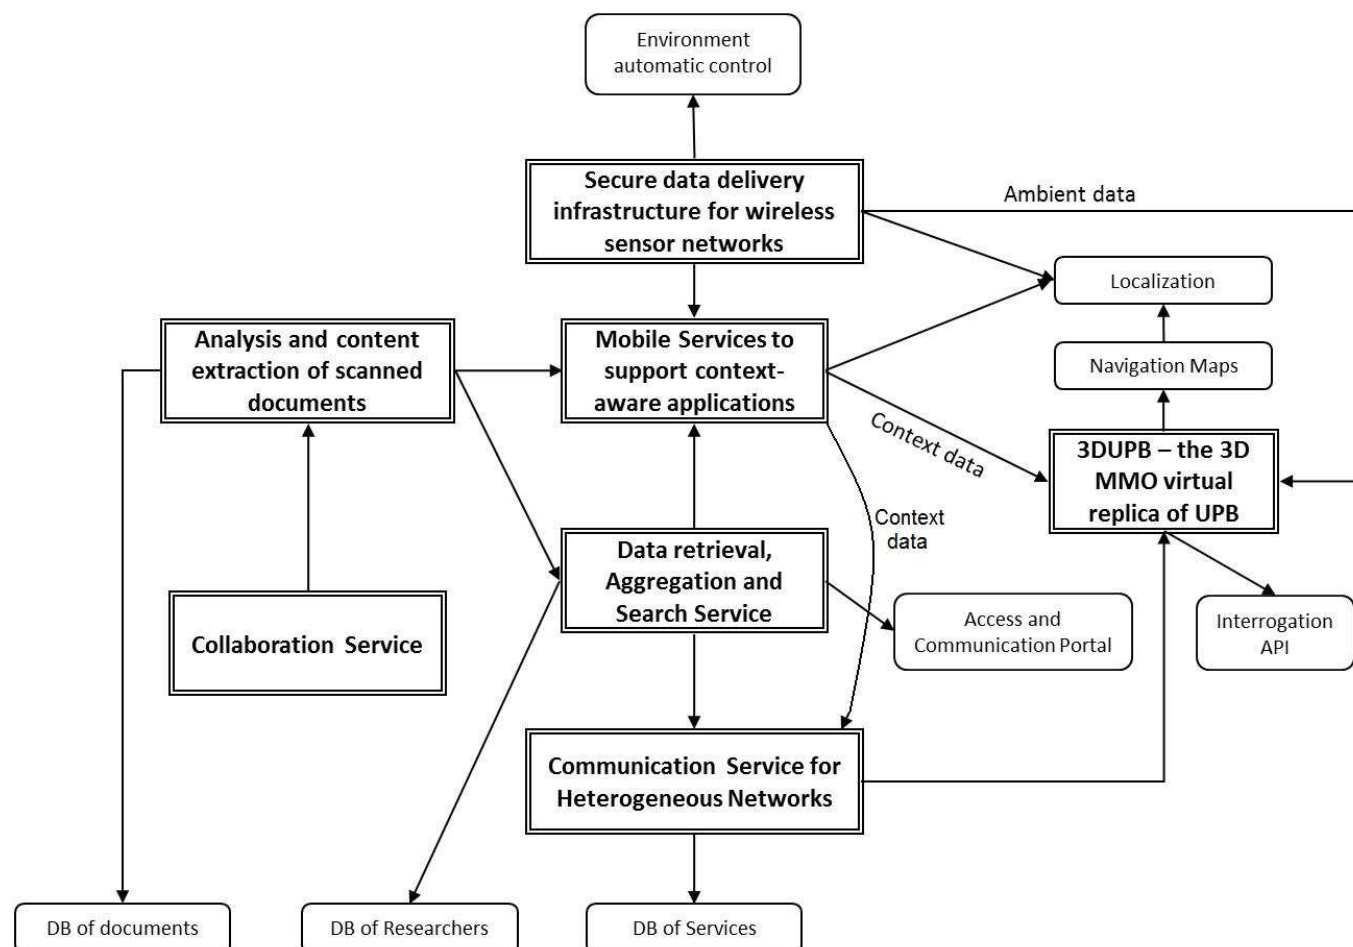 Environment
automatic control
Secure data delivery
infrastructure for wireless
sensor networks
Ambient data
Localization
Analysis and content
extraction of scanned
documents
Mobile Services to
support context-
aware applications
Navigation Maps
Context data
3DUPB – the 3D
MMO virtual
replica of UPB
Context
data
Data retrieval,
Aggregation and
Search Service
Collaboration Service
Access and
Communication Portal
Interrogation
API
Communication Service for
Heterogeneous Networks
DB of documents
DB of Researchers
DB of Services